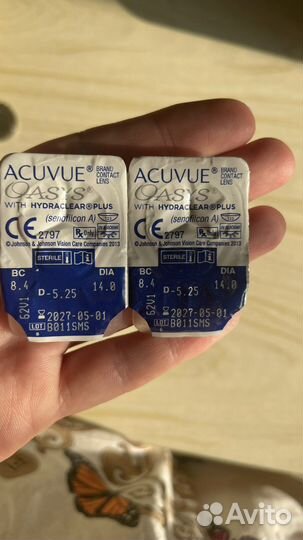 ACUVUE® BRAND CONTACT LENS
OASYS®
WITH HYDRACLEAR®PLUS
(senofilcon A)
CE 2797 Rx Only
©Johnson & Johnson Vision Care Companies 2013
STERILE
BC DIA
8.4 D-5.25 14.0
62V1
2027-05-01
LOT B011SMS
ACUVUE® BRAND CONTACT LENS
OASYS®
WITH HYDRACLEAR®PLUS
(senofilcon A)
CE 2797 Rx Only
©Johnson & Johnson Vision Care Companies 2013
STERILE
BC DIA
8.4 D-5.25 14.0
62V1
2027-05-01
LOT B011SMS
Avito